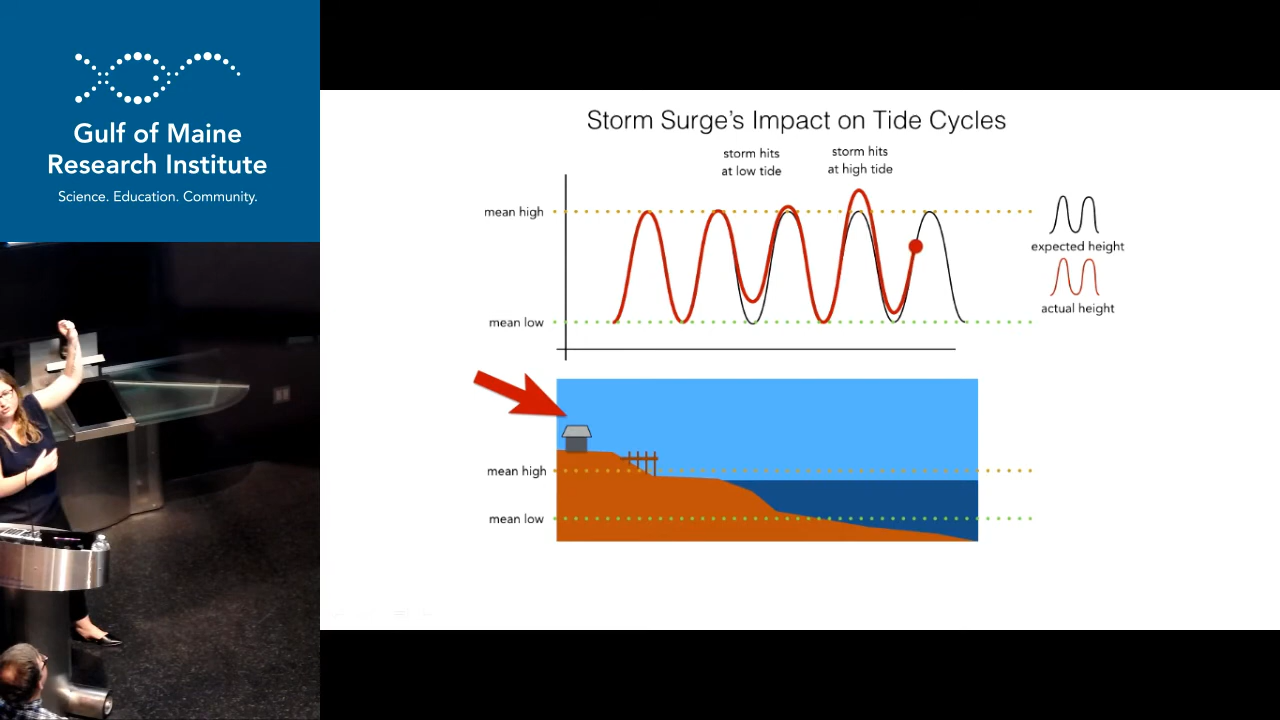 Gulf of Maine
Research Institute
Science. Education. Community.
Storm Surge's Impact on Tide Cycles
storm hits
at low tide
storm hits
at high tide
mean high
mean low
expected height
actual height
mean high
mean low